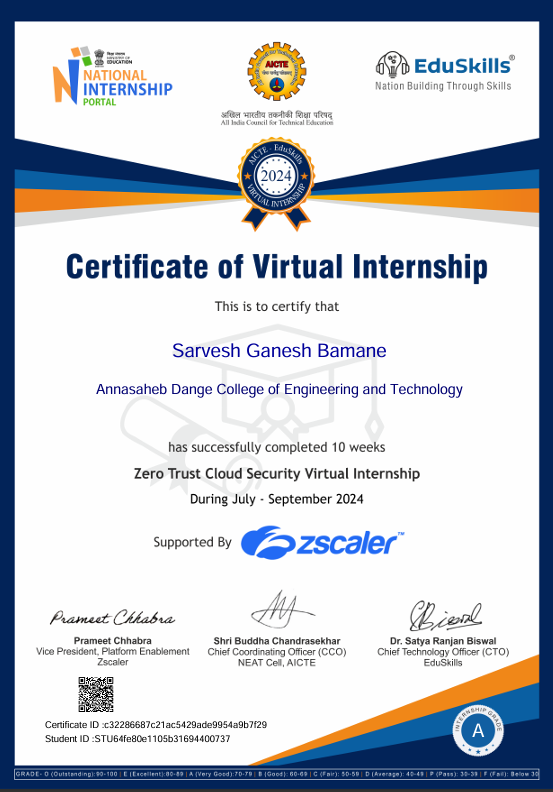 NATIONAL
INTERNSHIP
PORTAL
AICTE
अखिल भारतीय तकनीकी शिक्षा परिषद्
All India Council for Technical Education
EduSkills®
Nation Building Through Skills
AICTE - EduSkills
2024
VIRTUAL INTERNSHIP
Certificate of Virtual Internship
This is to certify that
Sarvesh Ganesh Bamane
Annasaheb Dange College of Engineering and Technology
has successfully completed 10 weeks
Zero Trust Cloud Security Virtual Internship
During July - September 2024
Supported By zscaler™
Prameet Chhabra
Prameet Chhabra
Vice President, Platform Enablement
Zscaler
Shri Buddha Chandrasekhar
Chief Coordinating Officer (CCO)
NEAT Cell, AICTE
Dr. Satya Ranjan Biswal
Chief Technology Officer (CTO)
EduSkills
Certificate ID :c32286687c21ac5429ade9954a9b7f29
Student ID :STU64fe80e1105b31694400737
INTERNSHIP GRADE
A
GRADE- O (Outstanding):90-100 | E (Excellent):80-89 | A (Very Good):70-79 | B (Good): 60-69 | C (Fair): 50-59 | D (Average): 40-49 | P (Pass): 30-39 | F (Fail): Below 30